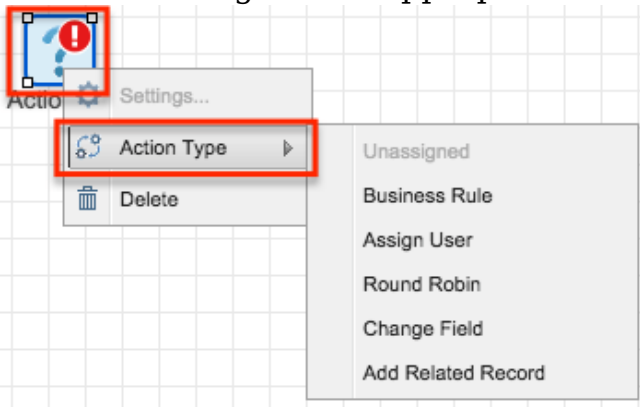 Actio
Settings...
Action Type
Delete
Unassigned
Business Rule
Assign User
Round Robin
Change Field
Add Related Record